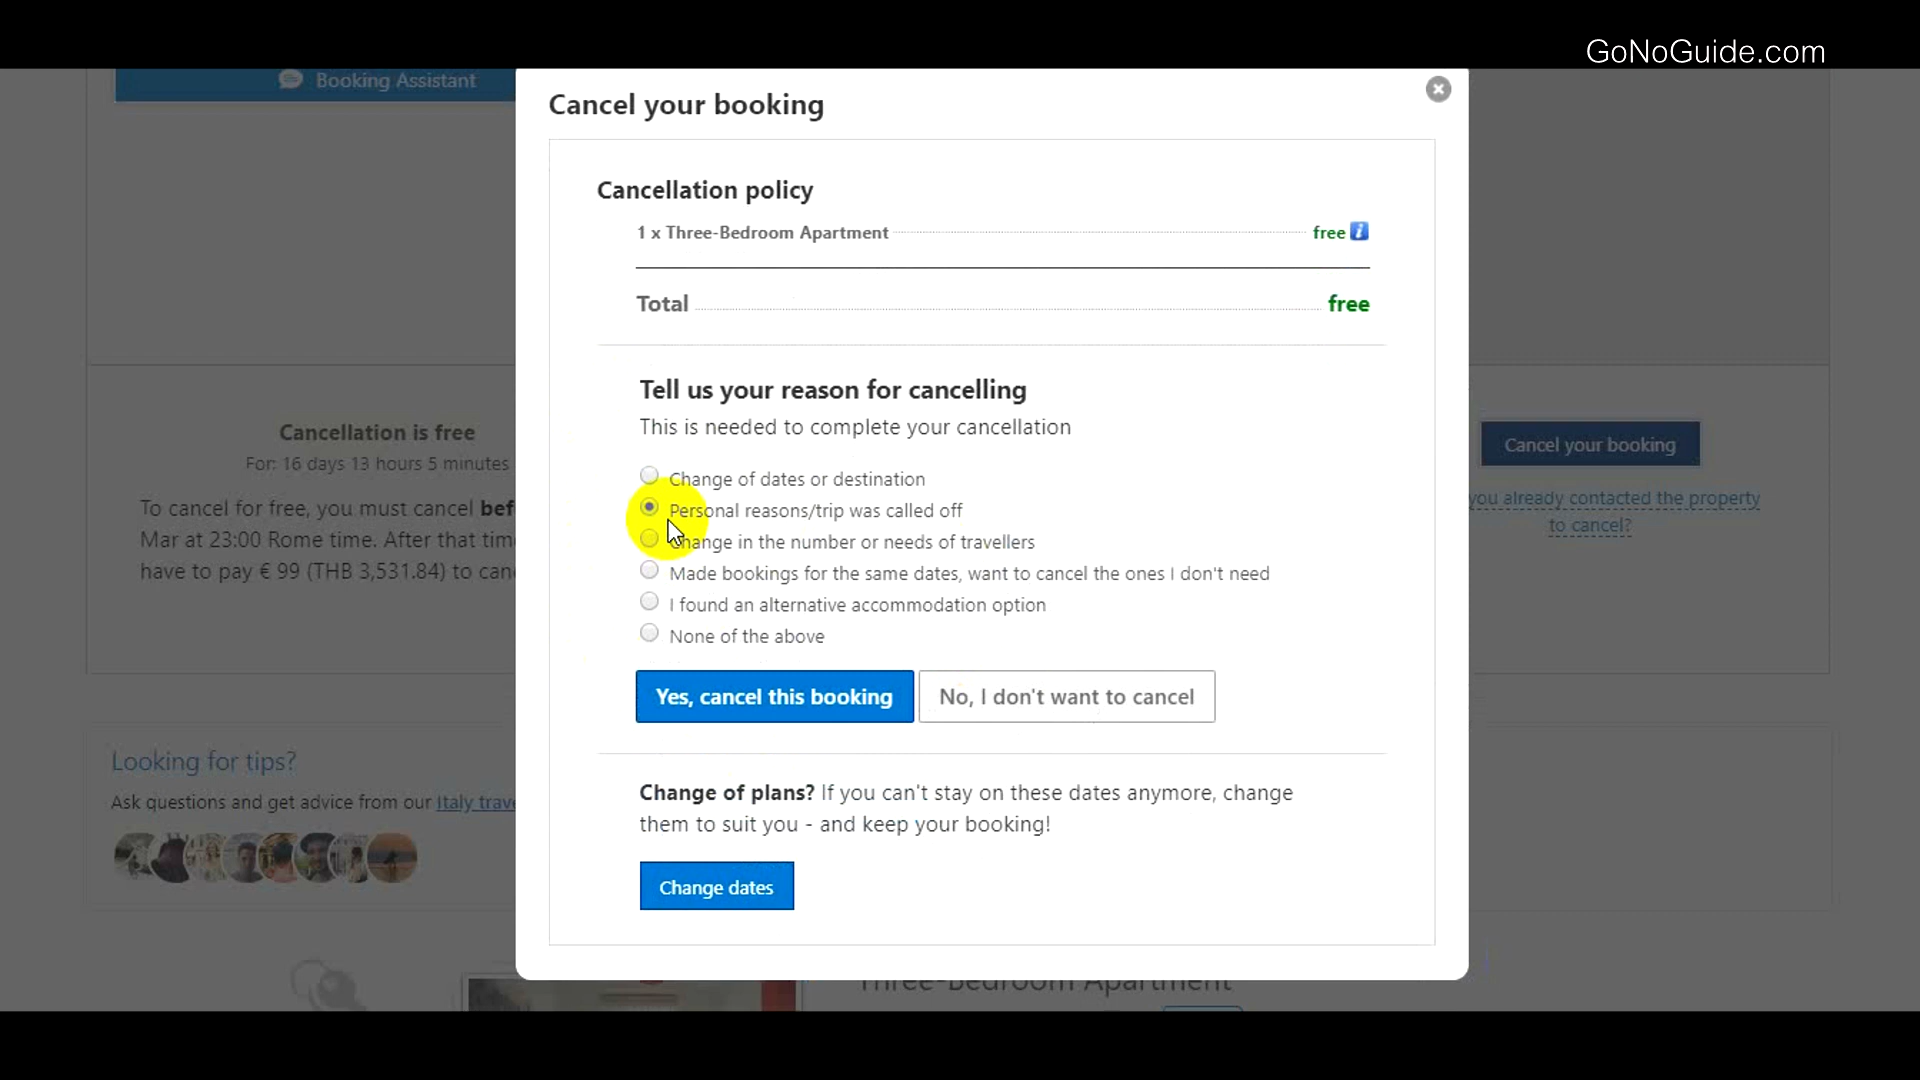 GoNoGuide.com
Booking Assistant
Cancel your booking
Cancellation policy
1 x Three-Bedroom Apartment free
Total free
Tell us your reason for cancelling
This is needed to complete your cancellation
Change of dates or destination
Personal reasons/trip was called off
Change in the number or needs of travellers
Made bookings for the same dates, want to cancel the ones I don't need
I found an alternative accommodation option
None of the above
Yes, cancel this booking
No, I don't want to cancel
Change of plans? If you can't stay on these dates anymore, change
them to suit you - and keep your booking!
Change dates
Cancellation is free
For: 16 days 13 hours 5 minutes
To cancel for free, you must cancel
Mar at 23:00 Rome time. After that
have to pay € 99 (THB 3,531.84) to
Cancel your booking
you already contacted the property
to cancel?
Looking for tips?
Ask questions and get advice from our Italy
Three-Bedroom Apartment